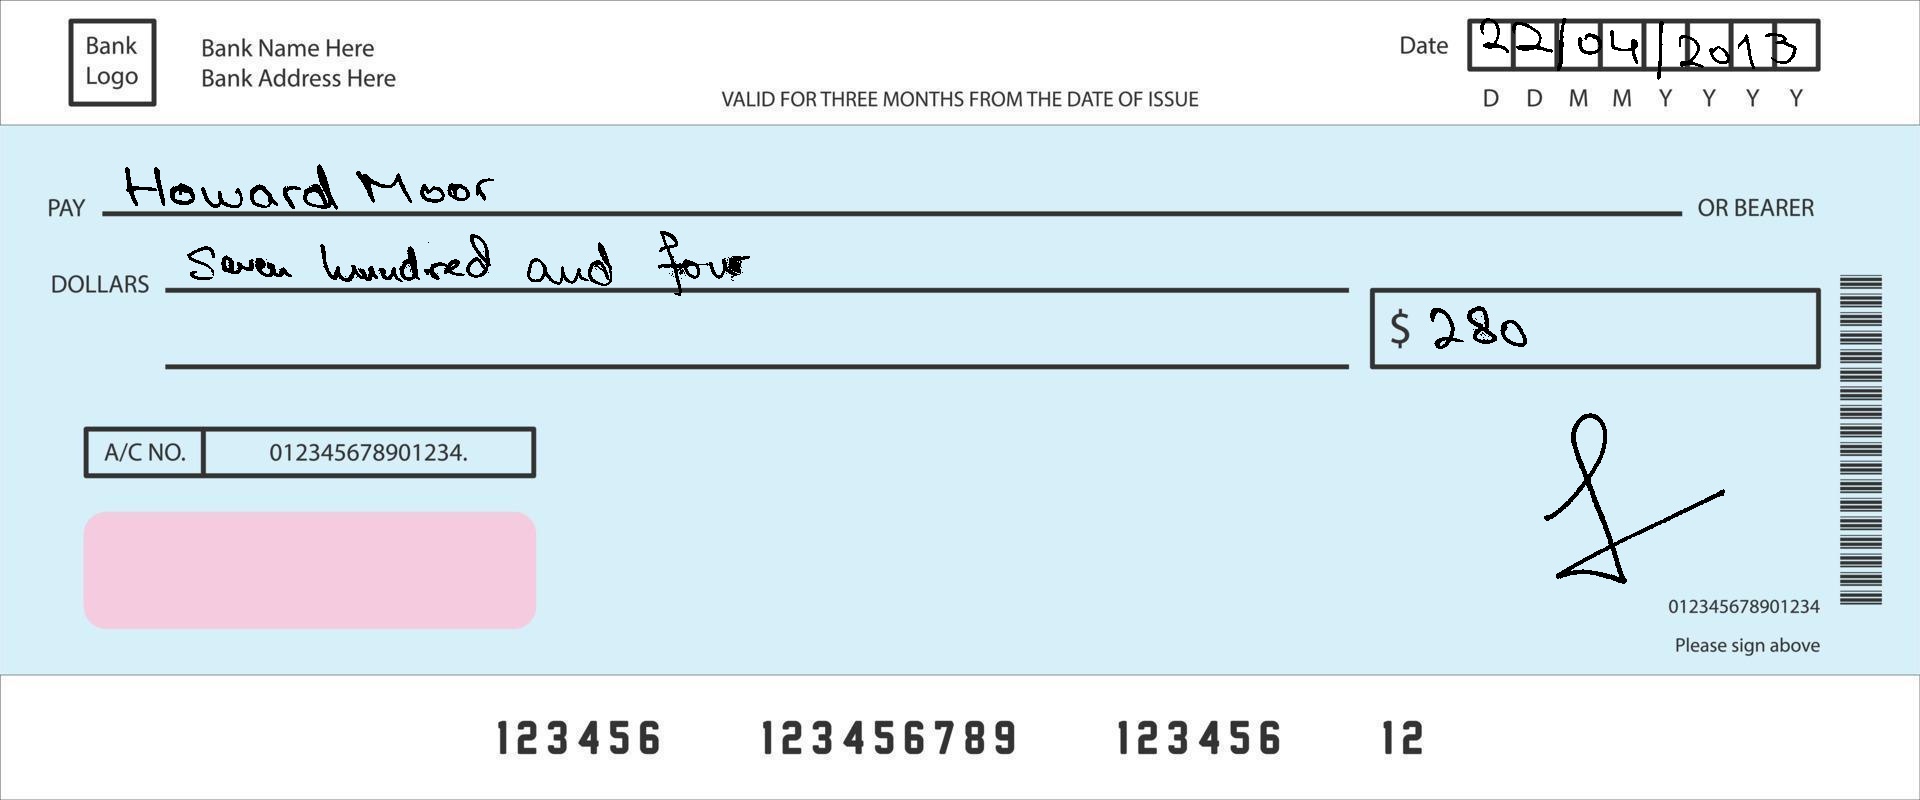 Bank Logo
Bank Name Here
Bank Address Here
VALID FOR THREE MONTHS FROM THE DATE OF ISSUE
Date 22/04/2013
D D M M Y Y Y Y
PAY Howard Moor OR BEARER
DOLLARS Seven hundred and four
$ 280
A/C NO. 012345678901234.
012345678901234
Please sign above
123456 123456789 123456 12